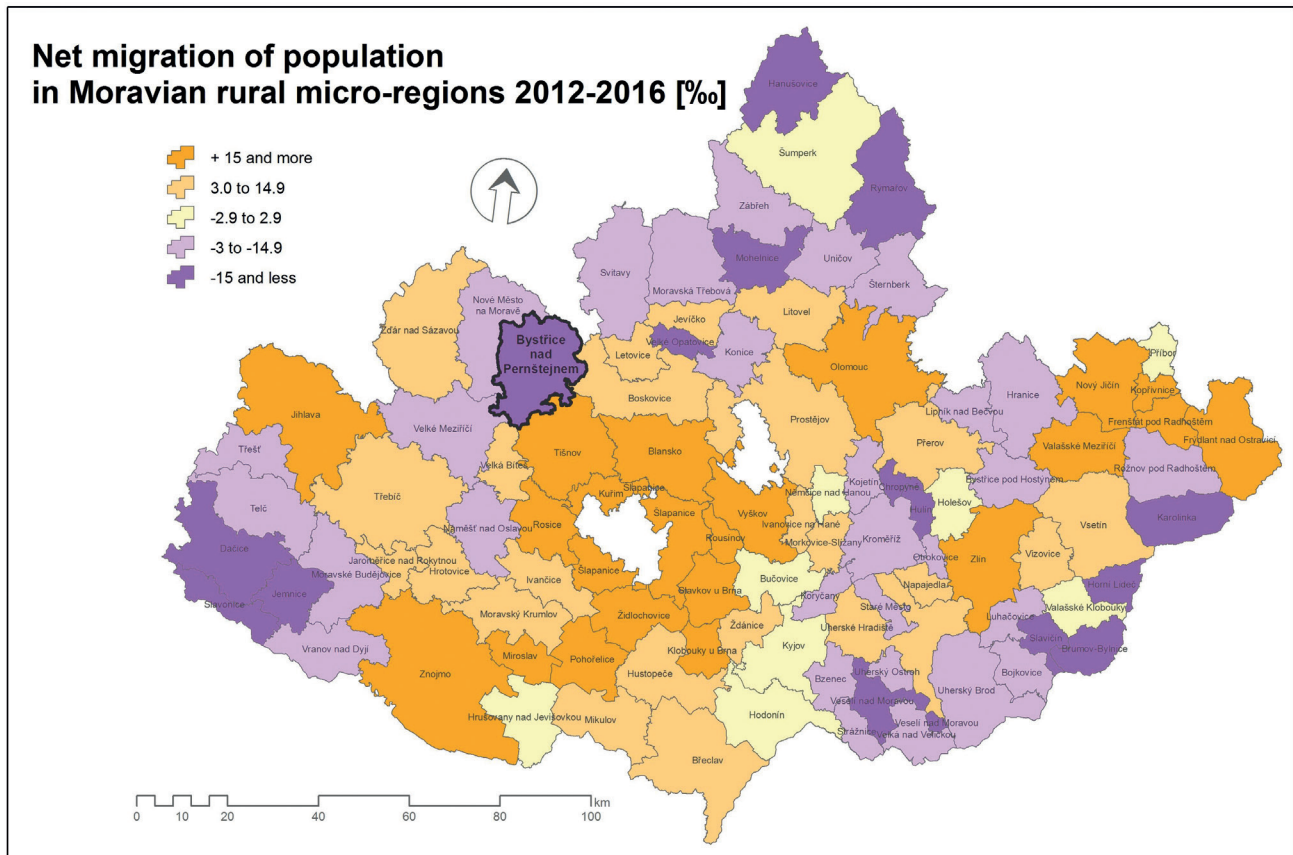 Net migration of population
in Moravian rural micro-regions 2012-2016 [‰]
+ 15 and more
3.0 to 14.9
-2.9 to 2.9
-3 to -14.9
-15 and less
Hanušovice
Šumperk
Rymařov
Zábřeh
Mohelnice
Uničov
Šternberk
Svitavy
Moravská Třebová
Nové Město
na Moravě
Žďár nad Sázavou
Jevíčko
Litovel
Velké Opatovice
Konice
Letovice
Bystřice
nad
Pernštejnem
Olomouc
Boskovice
Prostějov
Jihlava
Velké Meziříčí
Třešť
Telč
Třebíč
Velká Bíteš
Tišnov
Blansko
Kuřim
Šlapanice
Šlapanice
Rosice
Náměšť nad Oslavou
Vyškov
Rousínov
Šlapanice
Příbor
Nový Jičín
Kopřivnice
Hranice
Lipník nad Bečvou
Frenštát pod Radhoštěm
Frýdlant nad Ostravicí
Valašské Meziříčí
Přerov
Rožnov pod Radhoštěm
Bystřice pod Hostýnem
Kojetín
Chropyně
Němčice nad Hanou
Holešov
Hulín
Karolinka
Ivanovice na Hané
Vsetín
Morkovice-Slížany
Kroměříž
Otrokovice
Zlín
Vizovice
Dačice
Jaroměřice nad Rokytnou
Moravské Budějovice
Hrotovice
Ivančice
Jemnice
Slavonice
Moravský Krumlov
Vranov nad Dyjí
Židlochovice
Slavkov u Brna
Bučovice
Koryčany
Napajedla
Staré Město
Horní Lideč
Valašské Klobouky
Luhačovice
Ždánice
Uherské Hradiště
Slavičín
Brumov-Bylnice
Klobouky u Brna
Kyjov
Znojmo
Miroslav
Pohořelice
Hustopeče
Bzenec
Uherský Ostroh
Uherský Brod
Bojkovice
Veselí nad Moravou
Hrušovany nad Jevišovkou
Mikulov
Hodonín
Veselí nad Moravou
Strážnice
Velká nad Veličkou
Břeclav
km
0 10 20 40 60 80 100